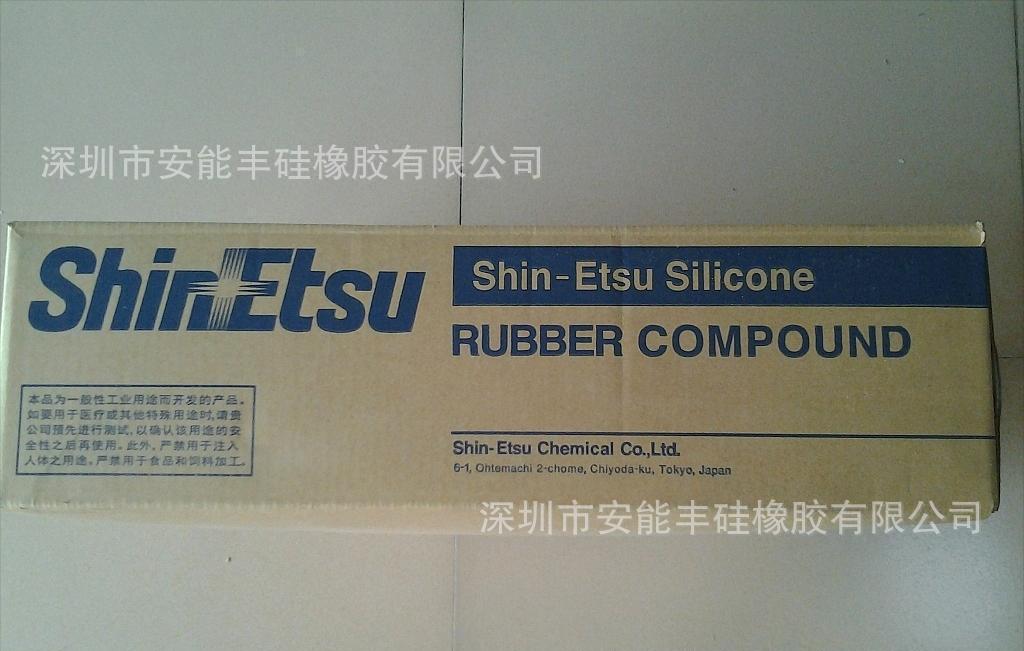 深圳市安能丰硅橡胶有限公司
Shin-Etsu
Shin-Etsu Silicone
RUBBER COMPOUND
本品为一般性工业用途而开发的产品。
如要用于医疗或其他特殊用途时,请贵
公司预先进行测试,以确认该用途的安
全性之后再使用。此外,严禁用于注入
人体之用途。严禁用于食品和饲料加工。
Shin-Etsu Chemical Co.,Ltd.
6-1, Ohtemachi 2-chome, Chiyoda-ku, Tokyo, Japan
深圳市安能丰硅橡胶有限公司